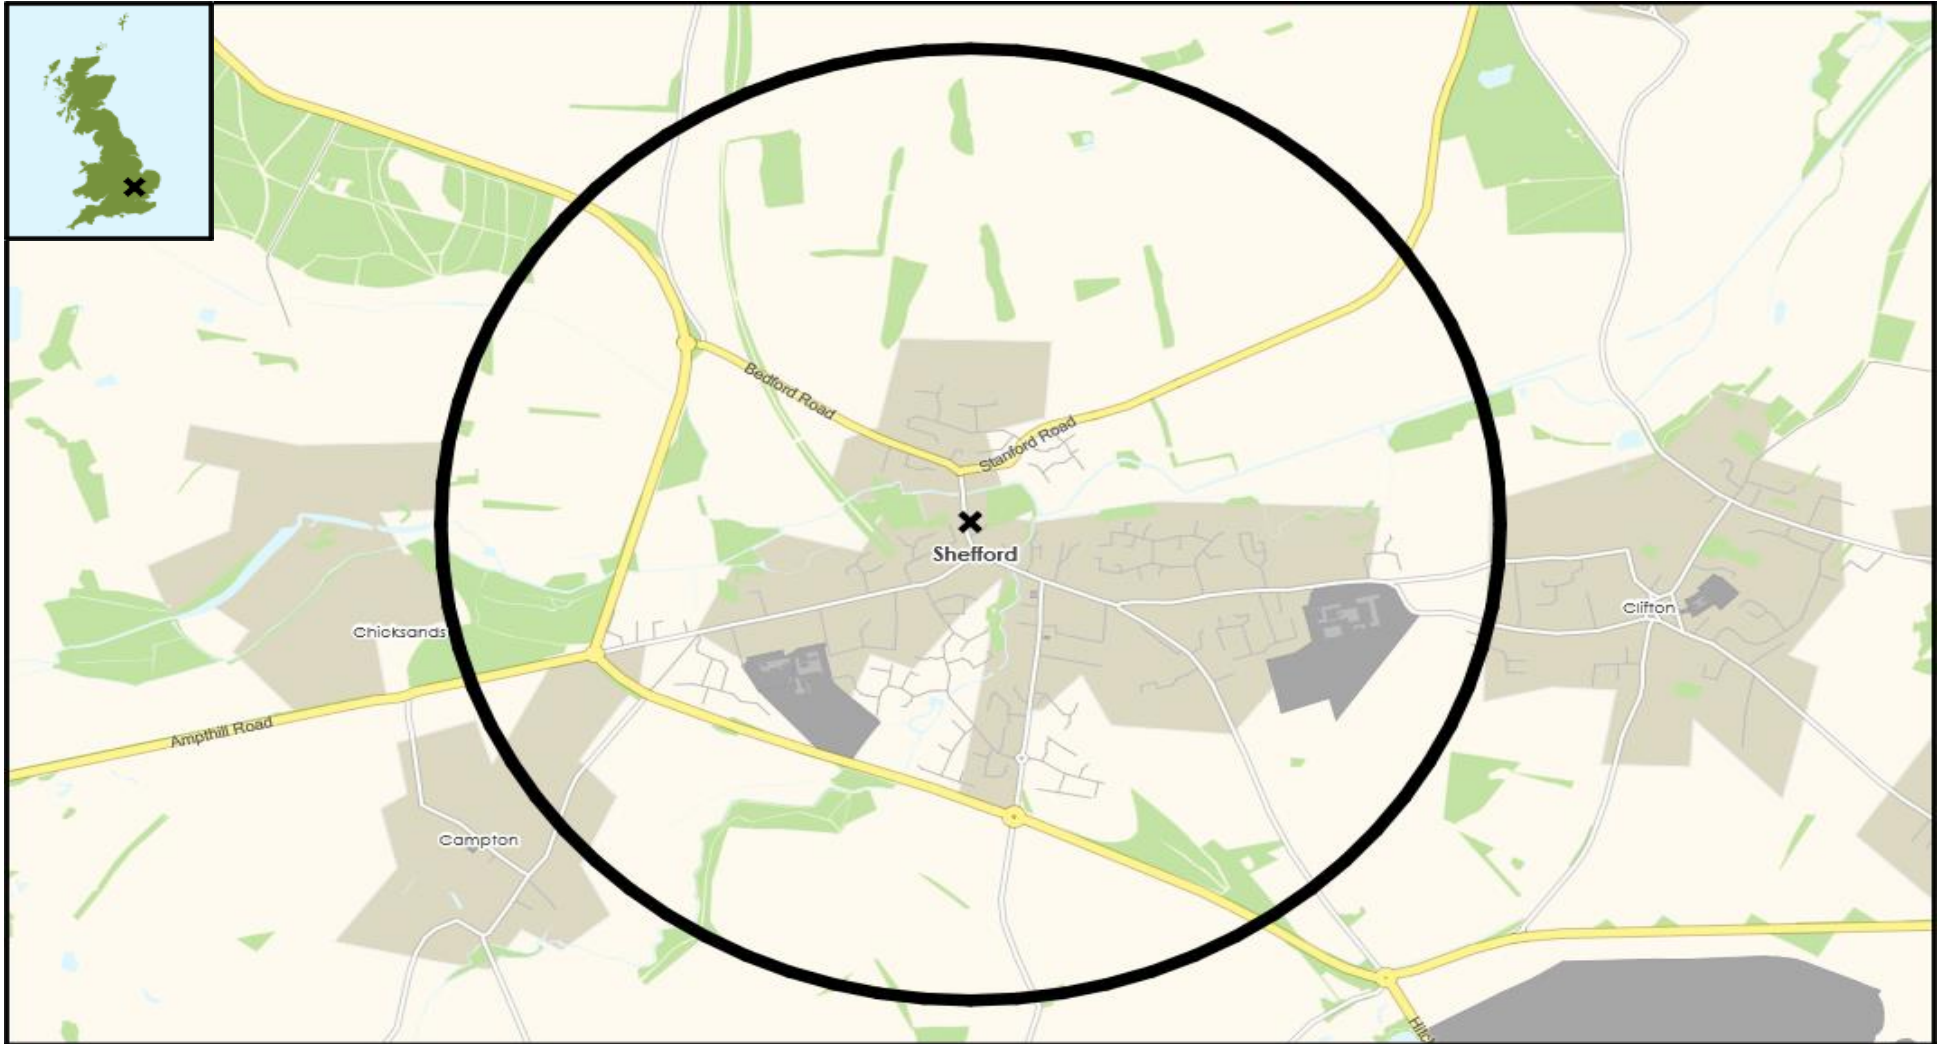 Bedford Road
Stanford Road
Shefford
Clifton
Chicksands
Ampthill Road
Campton